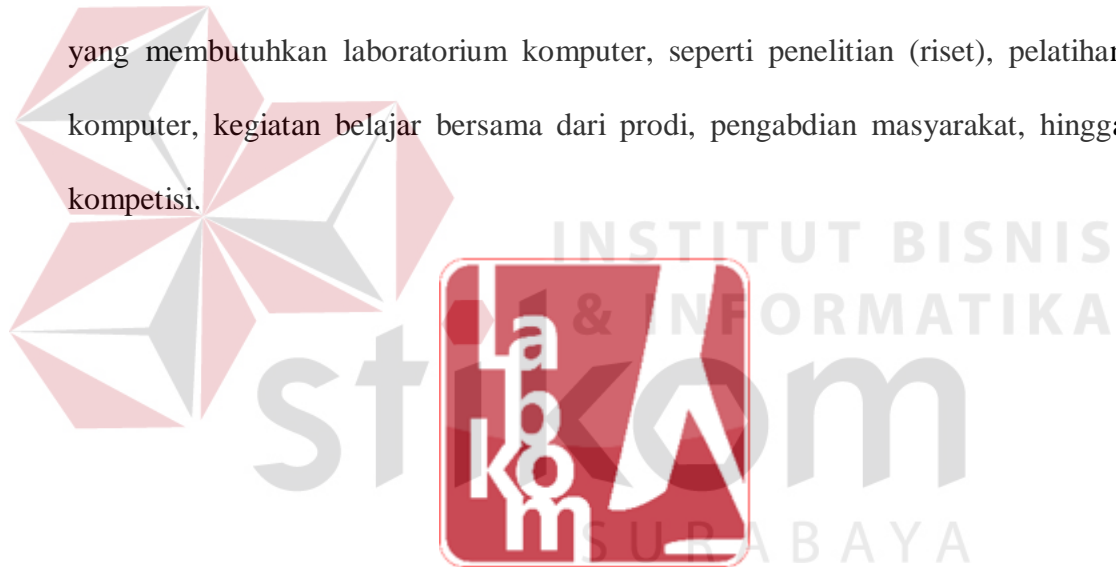 yang membutuhkan laboratorium komputer, seperti penelitian (riset), pelatihan
komputer, kegiatan belajar bersama dari prodi, pengabdian masyarakat, hingga
kompetisi.
INSTITUT BISNIS
& INFORMATIKA
stikom
SURABAYA
La
b
kom